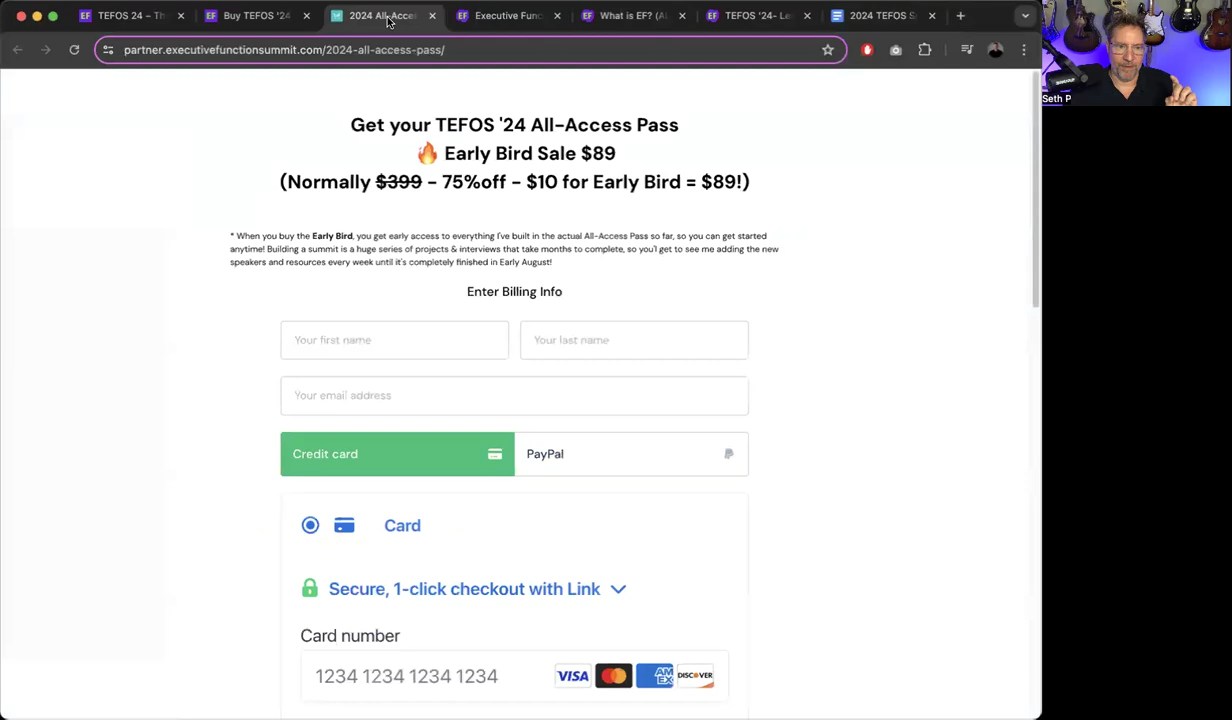 TEFOS 24 – Th
Buy TEFOS '24
2024 All-Acces
Executive Func
What is EF? (A
TEFOS '24- Le
2024 TEFOS S
partner.executivefunctionsummit.com/2024-all-access-pass/
Seth P
Get your TEFOS '24 All-Access Pass
🔥 Early Bird Sale $89
(Normally $399 - 75%off - $10 for Early Bird = $89!)
* When you buy the Early Bird, you get early access to everything I've built in the actual All-Access Pass so far, so you can get started
anytime! Building a summit is a huge series of projects & interviews that take months to complete, so you'll get to see me adding the new
speakers and resources every week until it's completely finished in Early August!
Enter Billing Info
Your first name
Your last name
Your email address
Credit card
PayPal
Card
Secure, 1-click checkout with Link
Card number
1234 1234 1234 1234
VISA
AM EX
DISCOVER